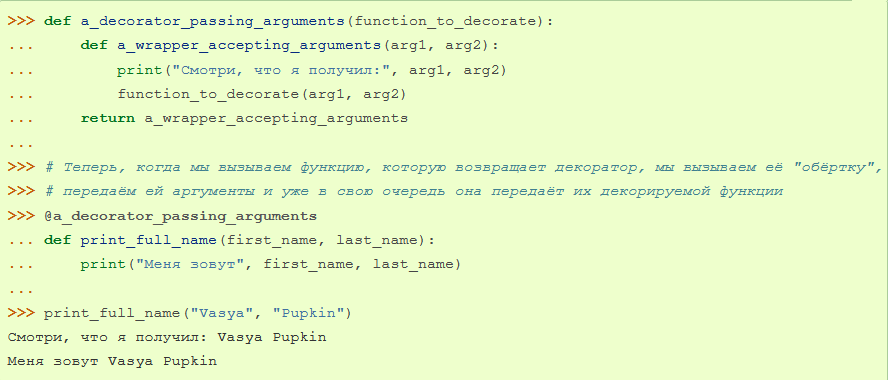 >>> def a_decorator_passing_arguments(function_to_decorate):
...     def a_wrapper_accepting_arguments(arg1, arg2):
...         print("Смотри, что я получил:", arg1, arg2)
...         function_to_decorate(arg1, arg2)
...     return a_wrapper_accepting_arguments
...
>>> # Теперь, когда мы вызываем функцию, которую возвращает декоратор, мы вызываем её "обёртку",
>>> # передаём ей аргументы и уже в свою очередь она передаёт их декорируемой функции
>>> @a_decorator_passing_arguments
... def print_full_name(first_name, last_name):
...     print("Меня зовут", first_name, last_name)
...
>>> print_full_name("Vasya", "Pupkin")
Смотри, что я получил: Vasya Pupkin
Меня зовут Vasya Pupkin